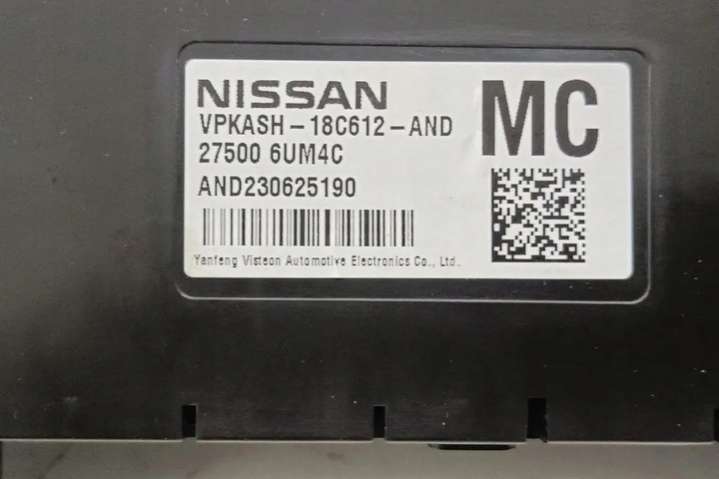 NISSAN
MC
VPKASH-18C612-AND
27500 6UM4C
AND230625190
Yanfeng Visteon Automotive Electronics Co., Ltd.